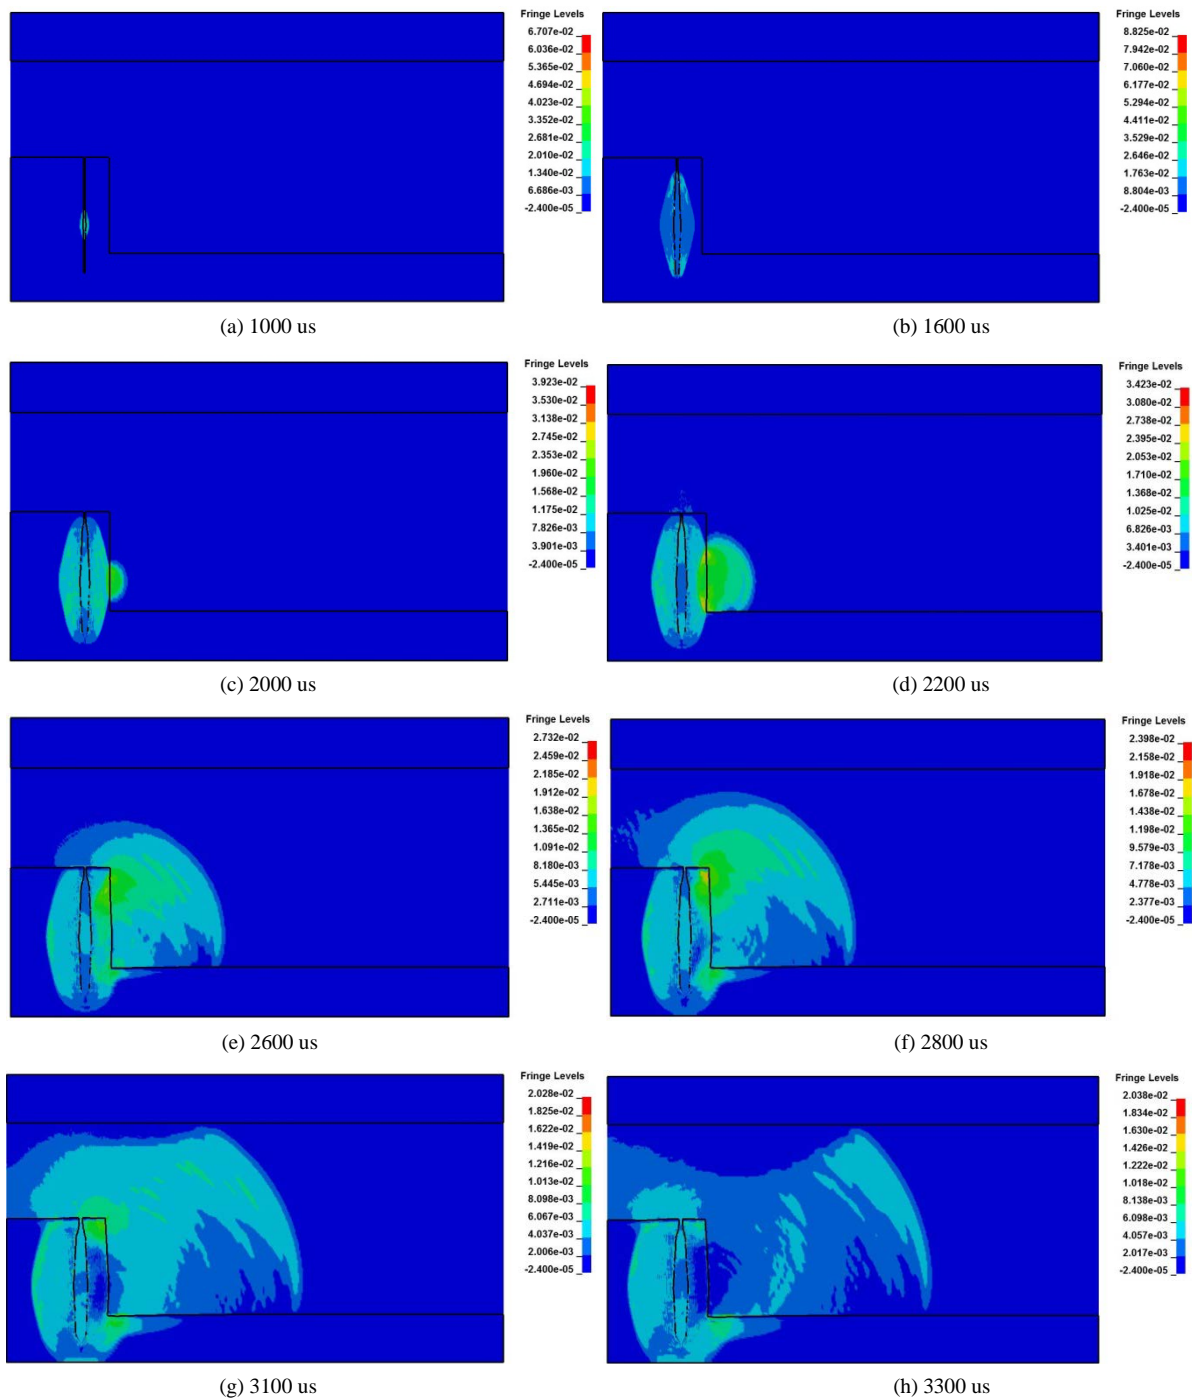 Fringe Levels
6.707e-02
6.036e-02
5.365e-02
4.694e-02
4.023e-02
3.352e-02
2.681e-02
2.010e-02
1.340e-02
6.686e-03
-2.400e-05
Fringe Levels
8.825e-02
7.942e-02
7.060e-02
6.177e-02
5.294e-02
4.411e-02
3.529e-02
2.646e-02
1.763e-02
8.804e-03
-2.400e-05
(a) 1000 us
(b) 1600 us
Fringe Levels
3.923e-02
3.530e-02
3.138e-02
2.745e-02
2.353e-02
1.960e-02
1.568e-02
1.175e-02
7.826e-03
3.901e-03
-2.400e-05
Fringe Levels
3.423e-02
3.080e-02
2.738e-02
2.395e-02
2.053e-02
1.710e-02
1.368e-02
1.025e-02
6.826e-03
3.401e-03
-2.400e-05
(c) 2000 us
(d) 2200 us
Fringe Levels
2.732e-02
2.459e-02
2.185e-02
1.912e-02
1.638e-02
1.365e-02
1.091e-02
8.180e-03
5.445e-03
2.711e-03
-2.400e-05
Fringe Levels
2.398e-02
2.158e-02
1.918e-02
1.678e-02
1.438e-02
1.198e-02
9.579e-03
7.178e-03
4.778e-03
2.377e-03
-2.400e-05
(e) 2600 us
(f) 2800 us
Fringe Levels
2.028e-02
1.825e-02
1.622e-02
1.419e-02
1.216e-02
1.013e-02
8.098e-03
6.067e-03
4.037e-03
2.006e-03
-2.400e-05
Fringe Levels
2.038e-02
1.834e-02
1.630e-02
1.426e-02
1.222e-02
1.018e-02
8.138e-03
6.098e-03
4.057e-03
2.017e-03
-2.400e-05
(g) 3100 us
(h) 3300 us